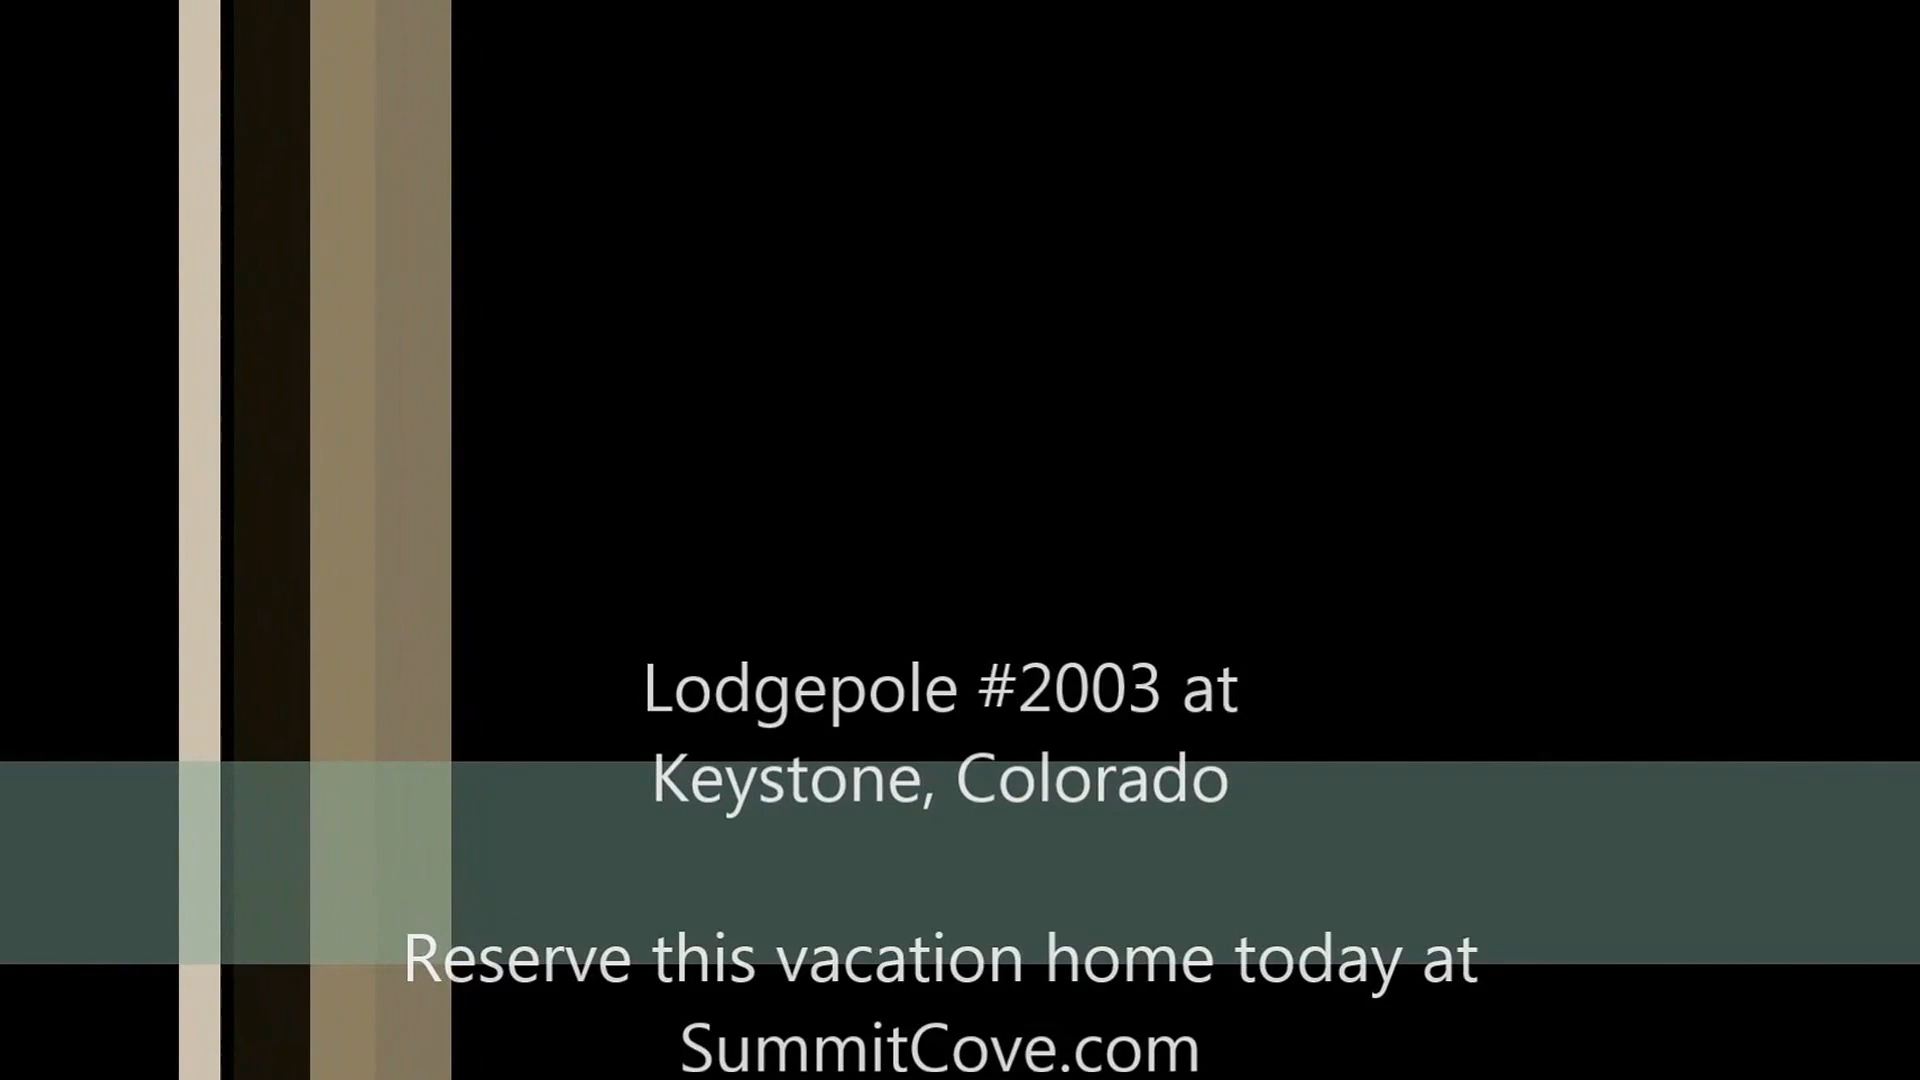 Lodgepole #2003 at
Keystone, Colorado
Reserve this vacation home today at
SummitCove.com